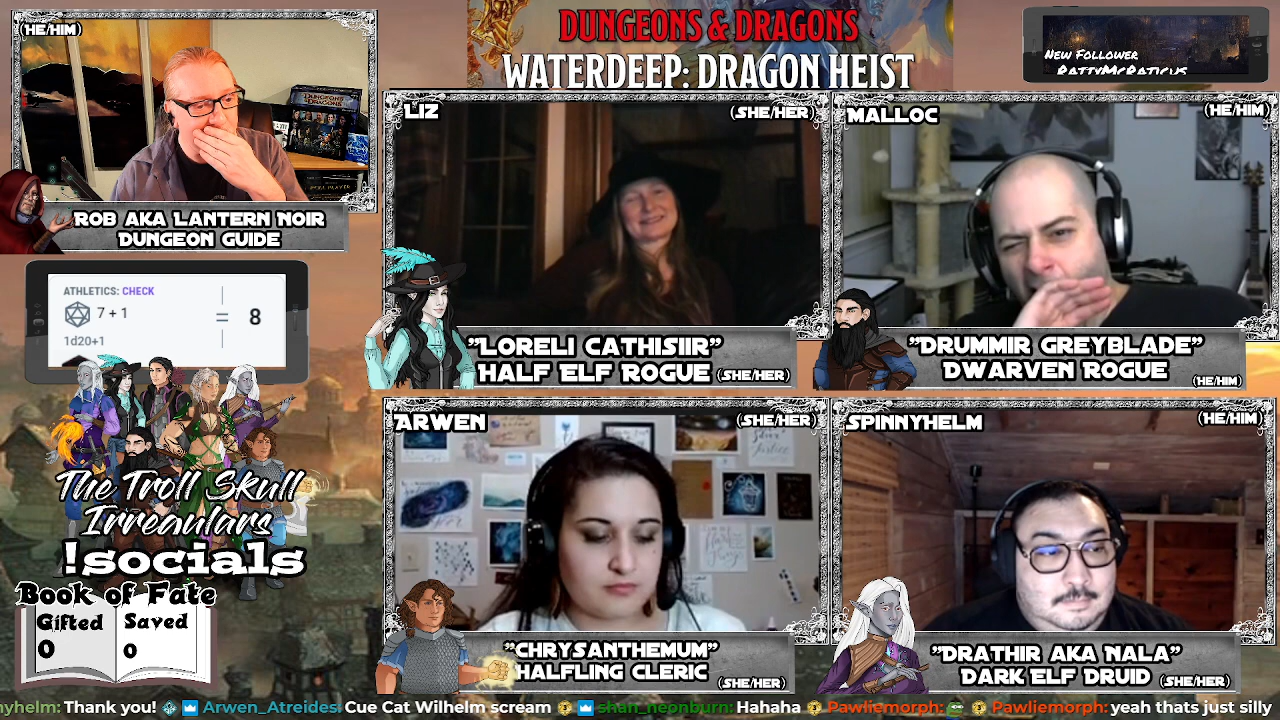 (HE/HIM)
DUNGEONS & DRAGONS
WATERDEEP: DRAGON HEIST
New Follower
RattyMcRaticus
ROB AKA LANTERN NOIR
DUNGEON GUIDE
LIZ
(SHE/HER)
"LORELI CATHISIIR"
HALF ELF ROGUE (SHE/HER)
MALLOC
(HE/HIM)
"DRUMMIR GREYBLADE"
DWARVEN ROGUE
(HE/HIM)
ATHLETICS: CHECK
7 + 1 = 8
1d20+1
The Troll Skull
Irregulars
!socials
Book of Fate
Gifted Saved
0 0
ARWEN
(SHE/HER)
"CHRYSANTHEMUM"
HALFLING CLERIC
(SHE/HER)
SPINNYHELM
(HE/HIM)
"DRATHIR AKA NALA"
DARK ELF DRUID (SHE/HER)
nyhelm: Thank you! Arwen_Atreides: Cue Cat Wilhelm scream shan_neonburn: Hahaha Pawliemorph: Pawliemorph: yeah thats just silly